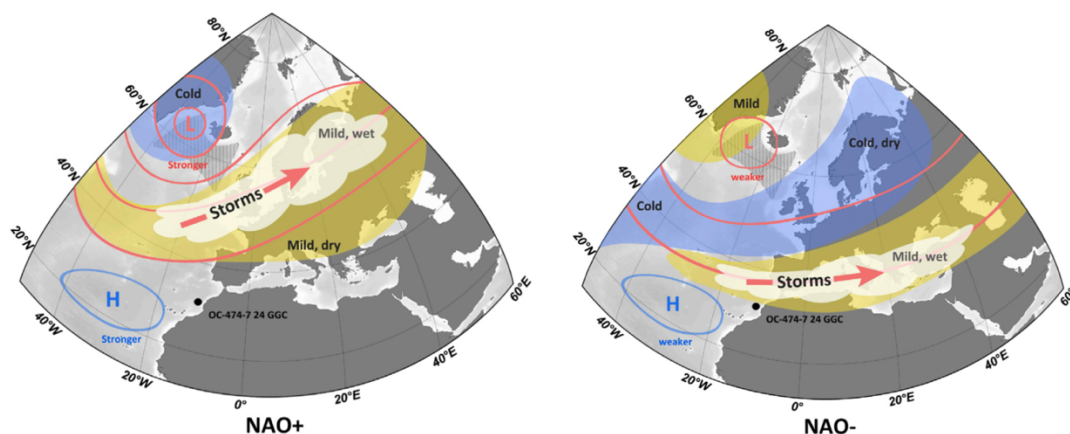 80°N
60°N
40°N
20°N
40°W
20°W
0°
20°E
40°E
60°E
Cold
L
Stronger
Mild, wet
Storms
Mild, dry
H
Stronger
OC-474-7 24 GGC
NAO+
80°N
60°N
40°N
20°N
40°W
20°W
0°
20°E
40°E
60°E
Mild
L
weaker
Cold, dry
Cold
Mild, wet
Storms
H
weaker
OC-474-7 24 GGC
NAO-